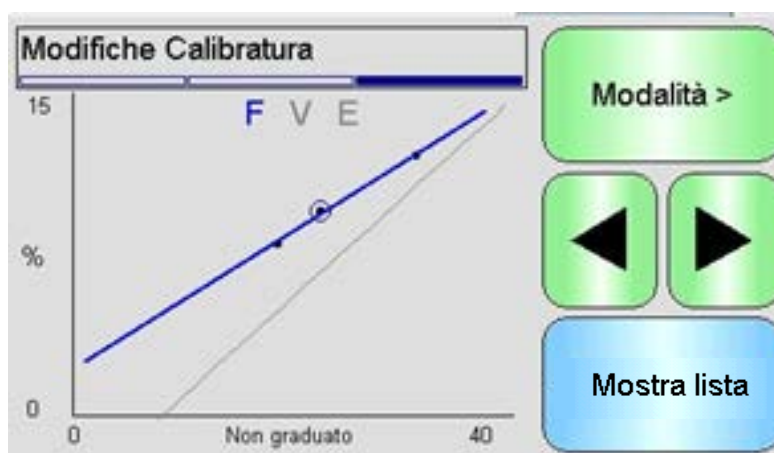 Modifiche Calibratura
Modalità >
15
F V E
%
0
0
Non graduato
40
Mostra lista